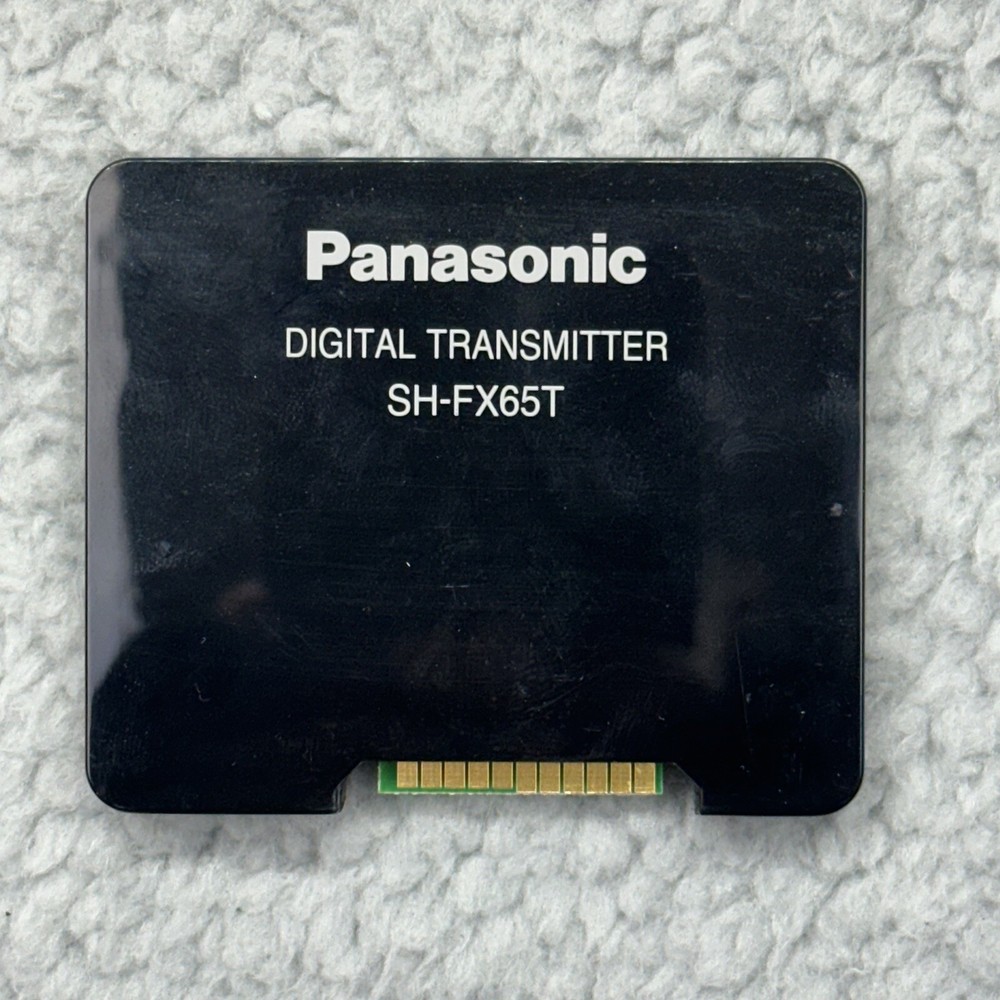 Panasonic
DIGITAL TRANSMITTER
SH-FX65T